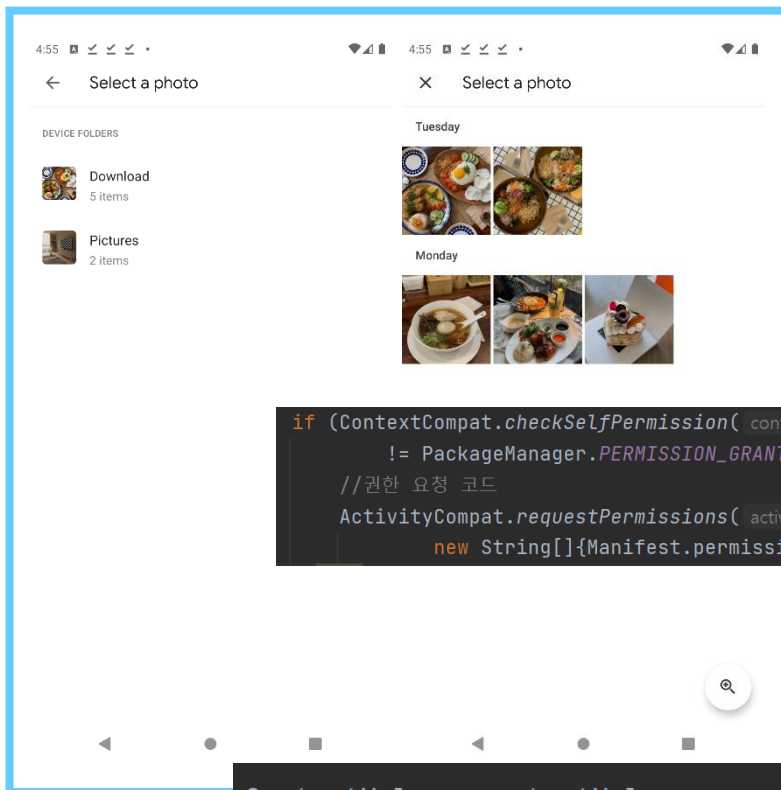 4:55
Select a photo
DEVICE FOLDERS
Download
5 items
Pictures
2 items
4:55
Select a photo
Tuesday
Monday
if (ContextCompat.checkSelfPermission(
!= PackageManager.PERMISSION_GRANT
//권한 요청 코드
ActivityCompat.requestPermissions(
new String[]{Manifest.permissi